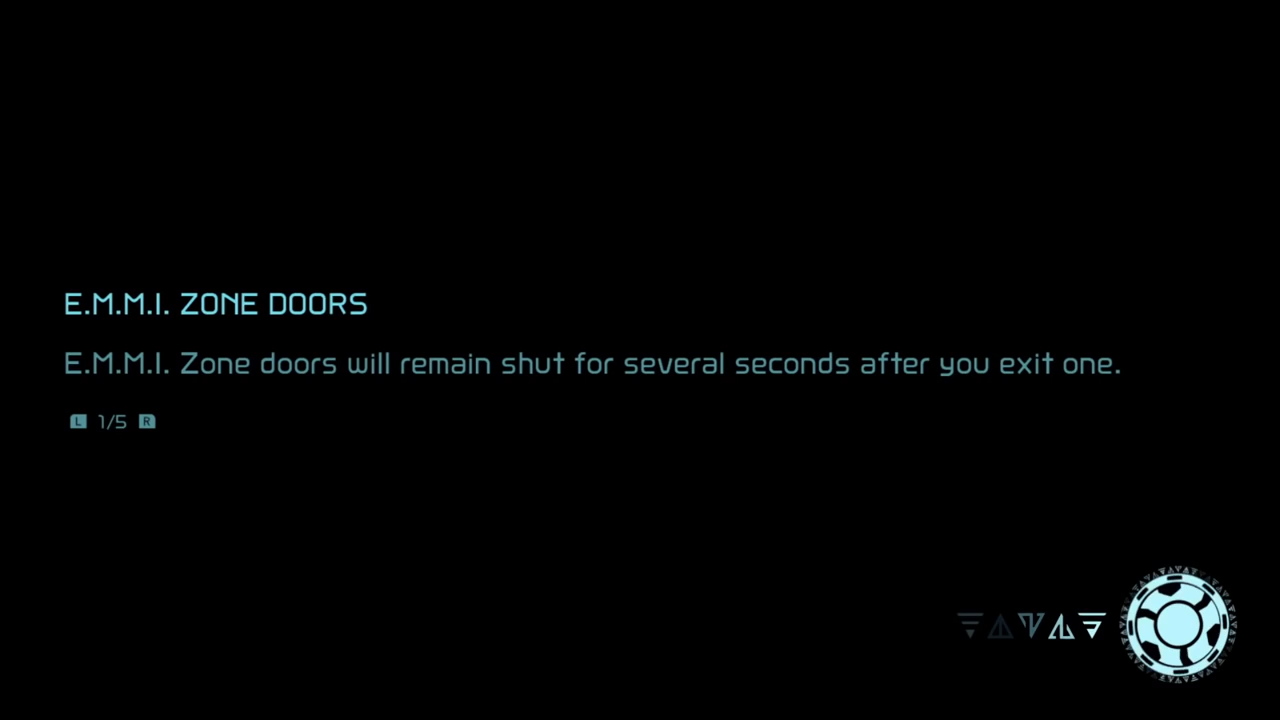 E.M.M.I. ZONE DOORS
E.M.M.I. Zone doors will remain shut for several seconds after you exit one.
L 1/5 R